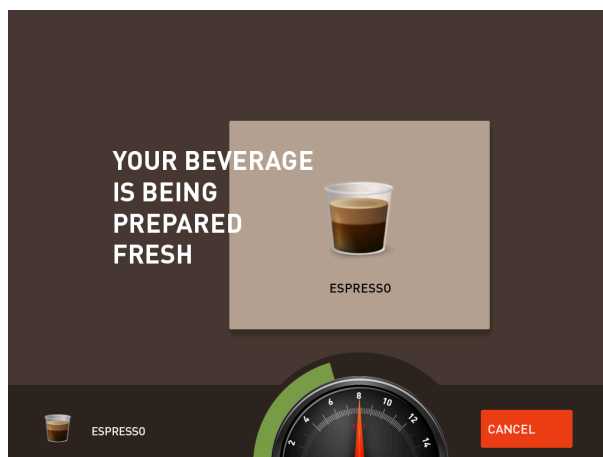 YOUR BEVERAGE
IS BEING
PREPARED
FRESH
ESPRESSO
2 4 6 8 10 12 14
ESPRESSO
CANCEL